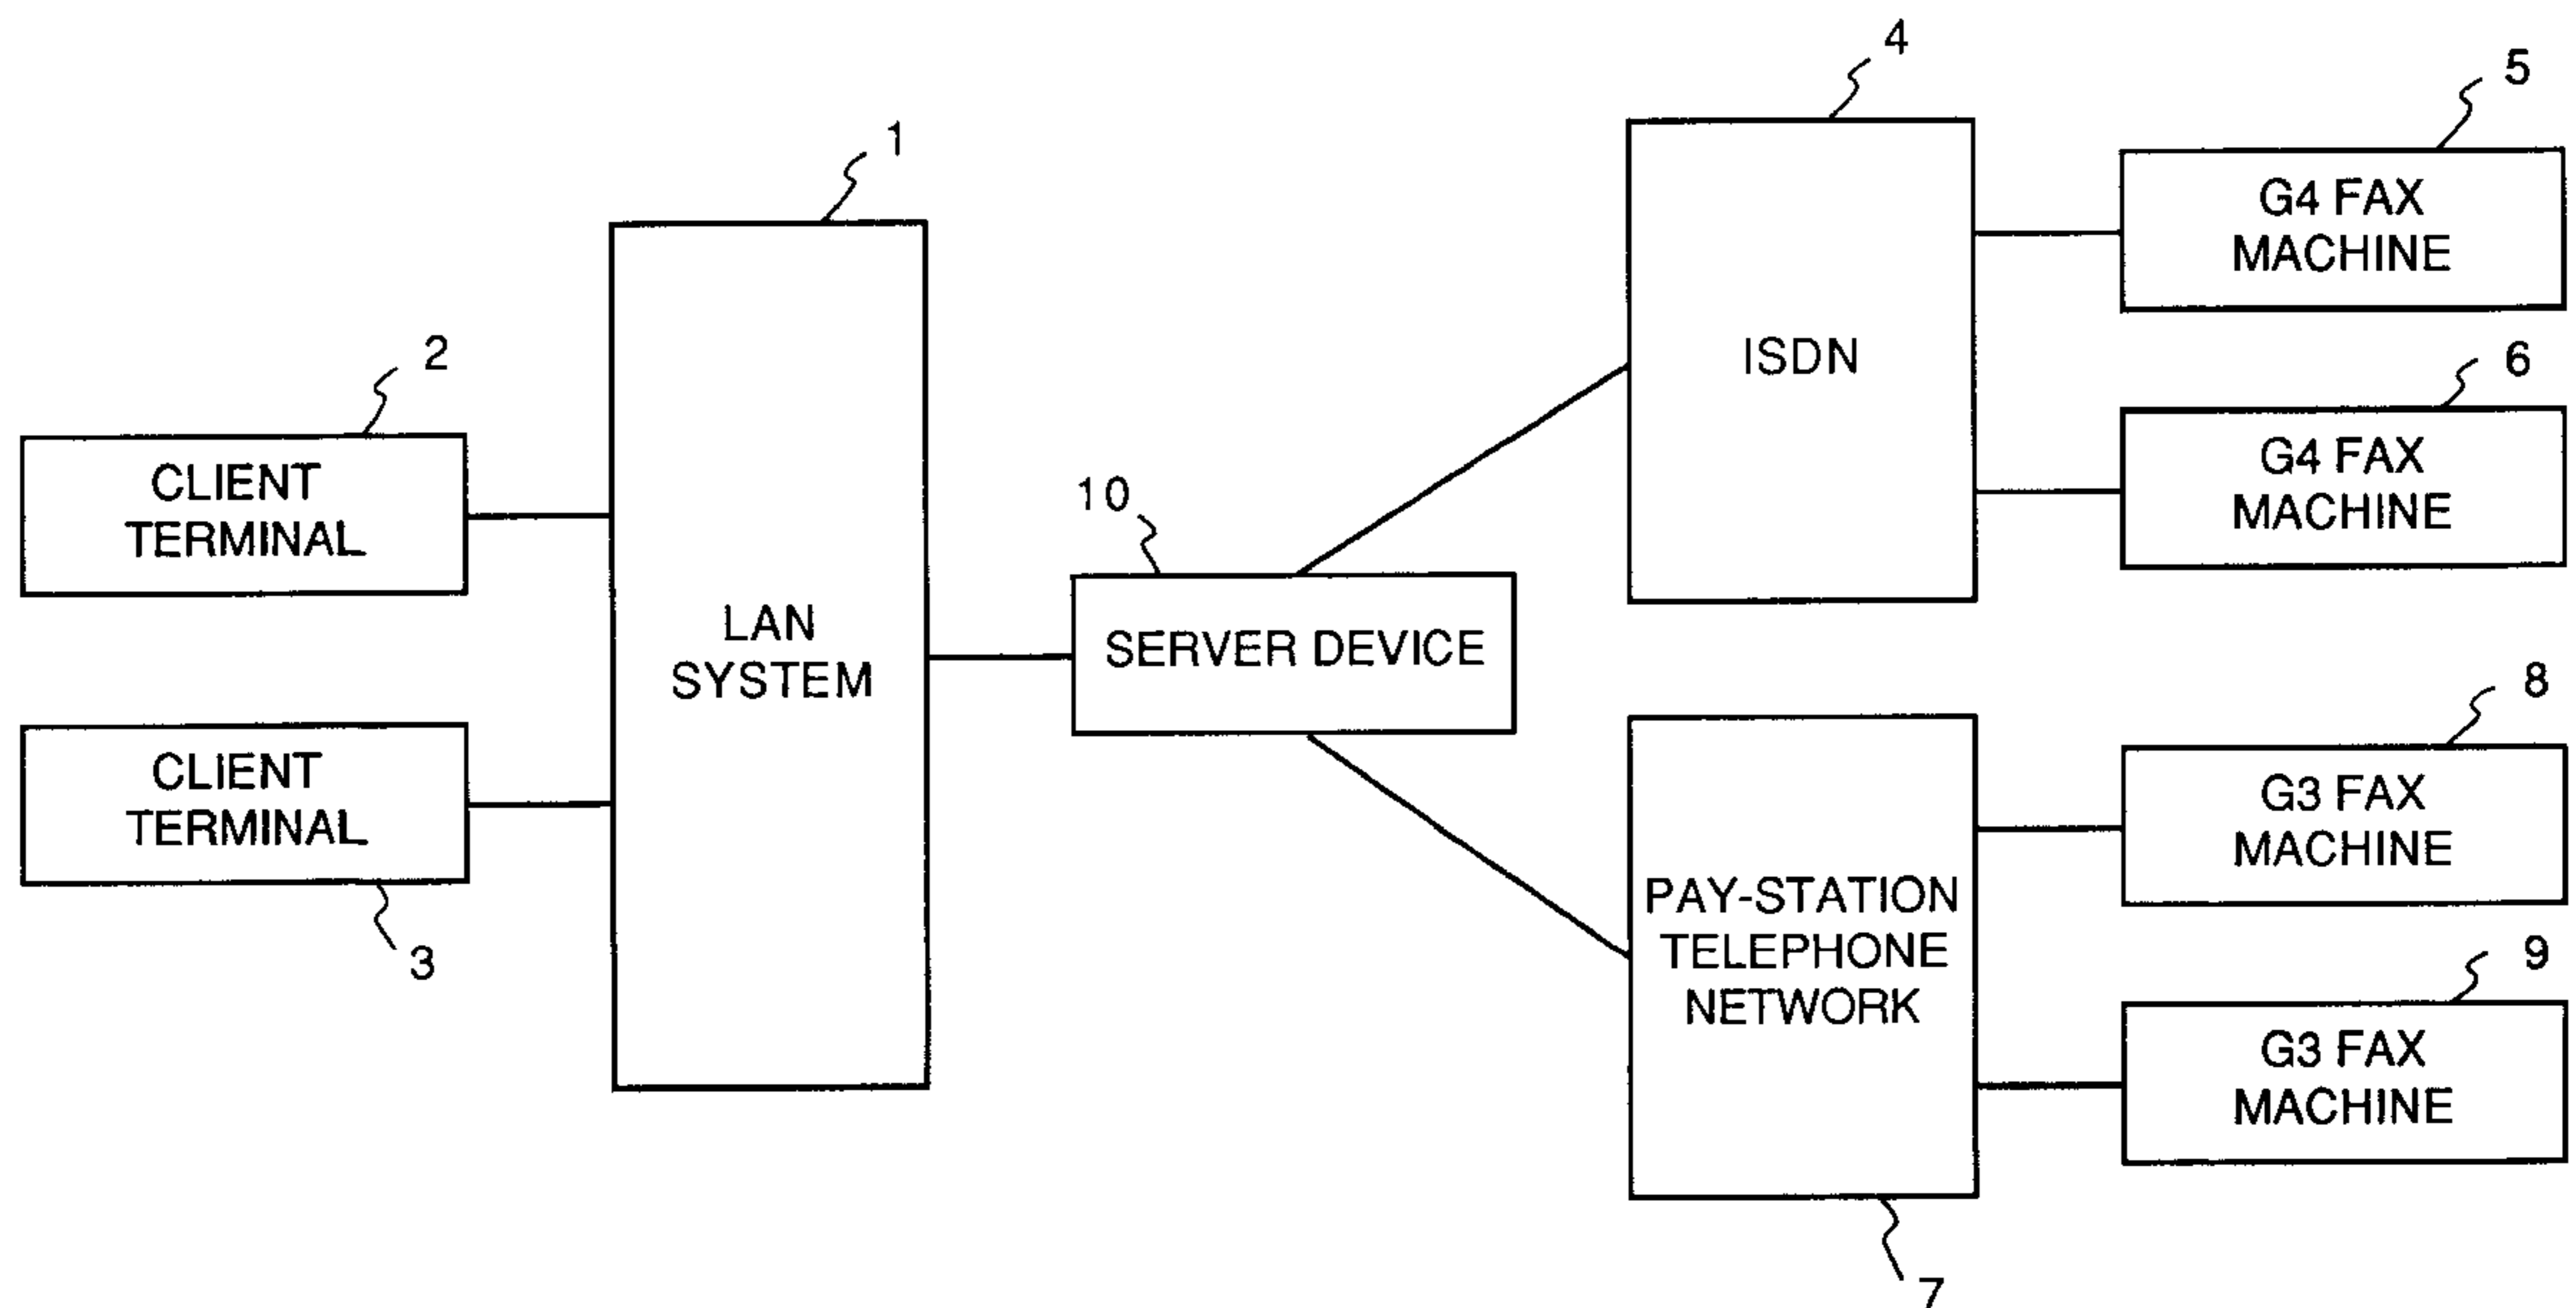 1
2
CLIENT
TERMINAL
CLIENT
TERMINAL
3
LAN
SYSTEM
10
SERVER DEVICE
4
ISDN
5
G4 FAX
MACHINE
6
G4 FAX
MACHINE
PAY-STATION
TELEPHONE
NETWORK
7
8
G3 FAX
MACHINE
9
G3 FAX
MACHINE